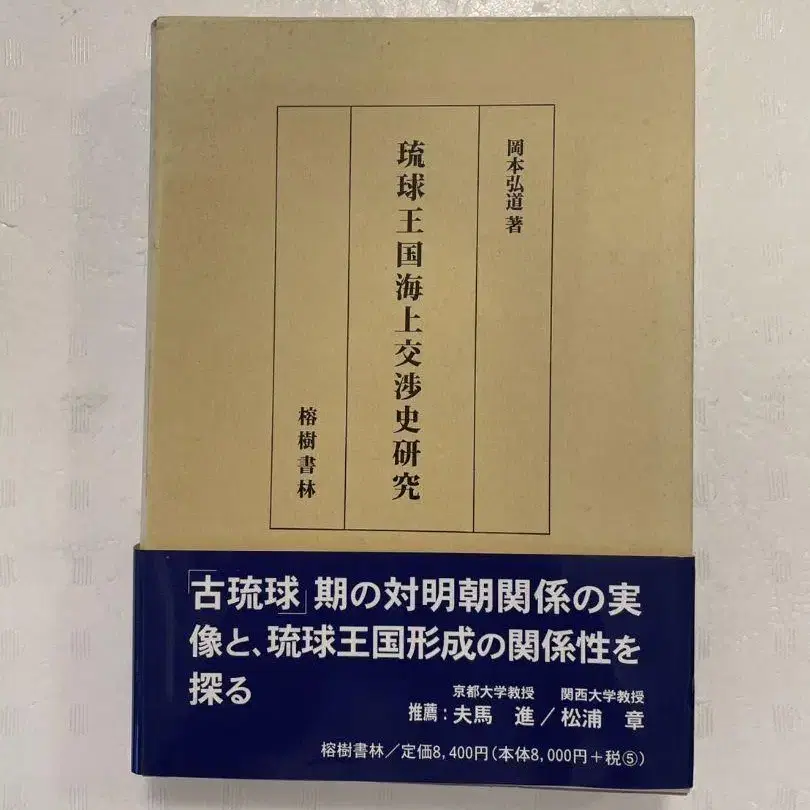 岡本弘道 著
琉球王国海上交渉史研究
榕樹書林
「古琉球」期の対明朝関係の実
像と、琉球王国形成の関係性を
探る
京都大学教授 関西大学教授
推薦：夫馬 進／松浦 章
榕樹書林／定価8,400円（本体8,000円＋税⑤）